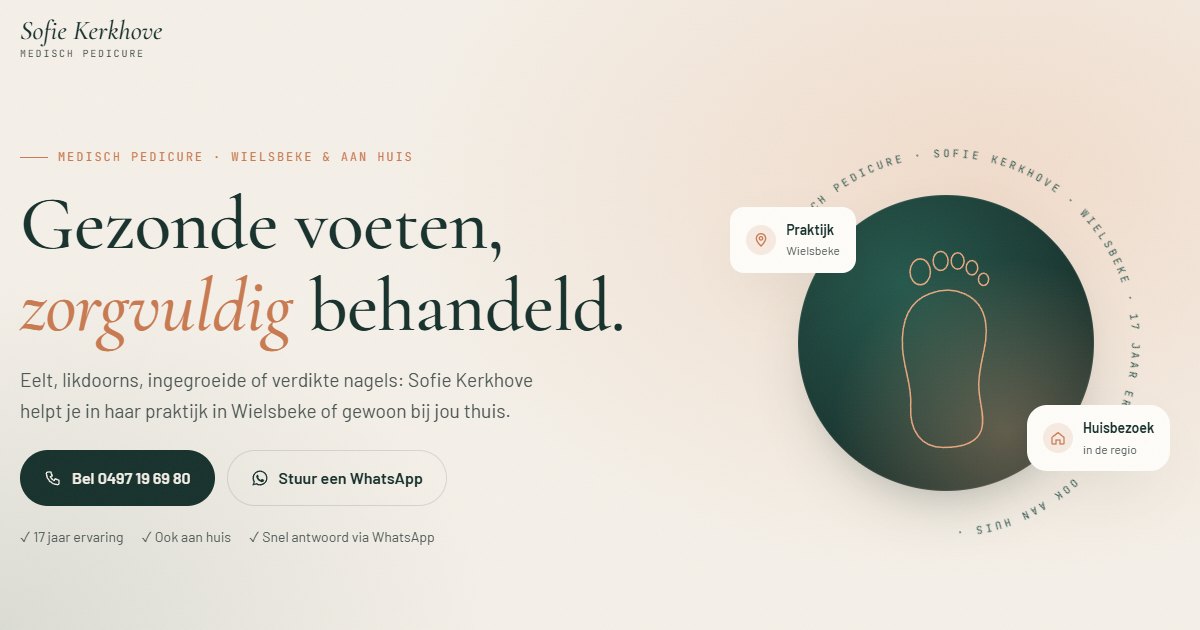 Sofie Kerkhove
MEDISCH PEDICURE
MEDISCH PEDICURE · WIELSBEKE & AAN HUIS
Gezonde voeten,
zorgvuldig behandeld.
Eelt, likdoorns, ingegroeide of verdikte nagels: Sofie Kerkhove
helpt je in haar praktijk in Wielsbeke of gewoon bij jou thuis.
Bel 0497 19 69 80
Stuur een WhatsApp
✓ 17 jaar ervaring ✓ Ook aan huis ✓ Snel antwoord via WhatsApp
PEDICURE · SOFIE KERKHOVE · WIELSBEKE · 17 JAAR
OOK AAN HUIS ·
Praktijk
Wielsbeke
Huisbezoek
in de regio